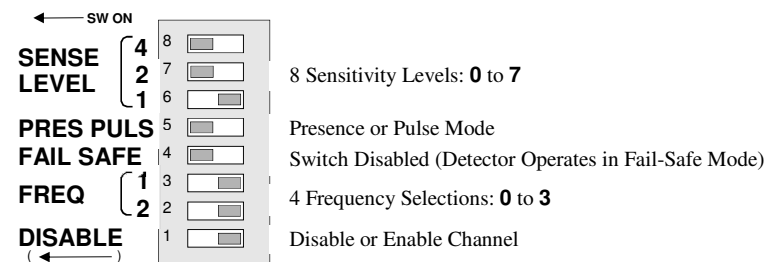 SW ON
SENSE LEVEL
4 8
2 7 8 Sensitivity Levels: 0 to 7
1 6
PRES PULS 5 Presence or Pulse Mode
FAIL SAFE 4 Switch Disabled (Detector Operates in Fail-Safe Mode)
FREQ
1 3 4 Frequency Selections: 0 to 3
2 2
DISABLE 1 Disable or Enable Channel
( )